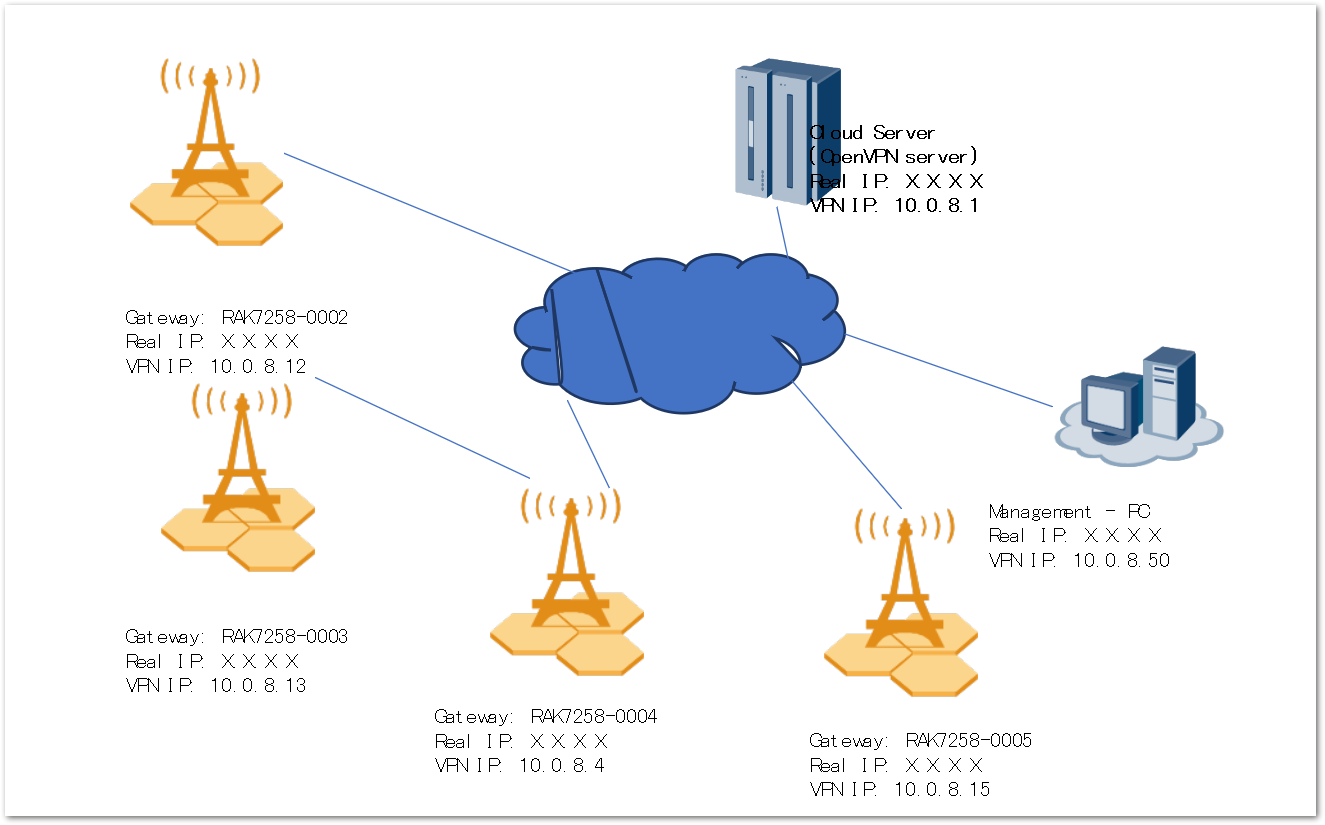 Cloud Server
(OpenVPN server)
Real IP: X.X.X.X
VPN IP: 10.0.8.1
Gateway: RAK7258-0002
Real IP: X.X.X.X
VPN IP: 10.0.8.12
Management - PC
Real IP: X.X.X.X
VPN IP: 10.0.8.50
Gateway: RAK7258-0003
Real IP: X.X.X.X
VPN IP: 10.0.8.13
Gateway: RAK7258-0004
Real IP: X.X.X.X
VPN IP: 10.0.8.4
Gateway: RAK7258-0005
Real IP: X.X.X.X
VPN IP: 10.0.8.15